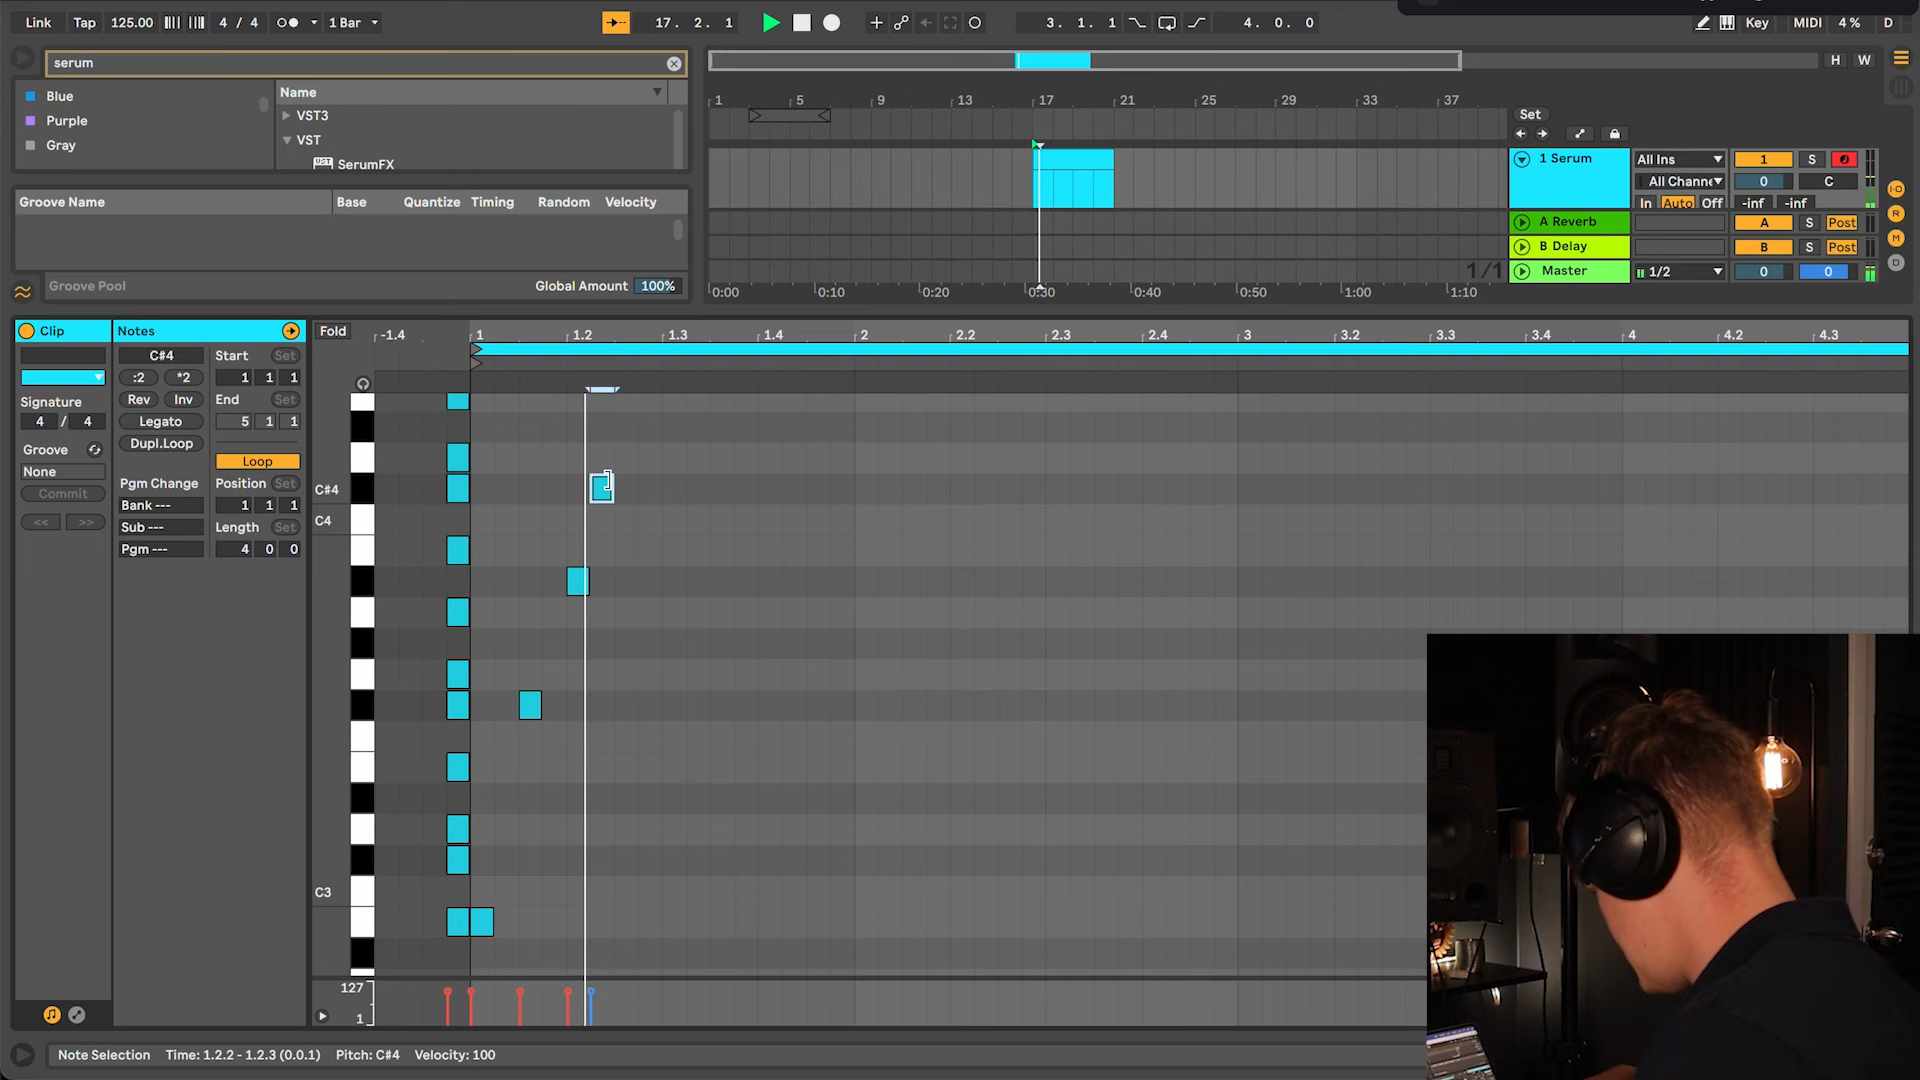 Link Tap 125.00 4 / 4 1 Bar 17. 2. 1 3. 1. 1 4. 0. 0 Key MIDI 4 % D
serum
Blue
Purple
Gray
Name
VST3
VST
SerumFX
Groove Name Base Quantize Timing Random Velocity
Groove Pool Global Amount 100%
H W
1 5 9 13 17 21 25 29 33 37
Set
1 Serum All Ins 1 S
All Channe 0 C
In Auto Off -inf -inf
A Reverb A S Post
B Delay B S Post
1/1
Master 1/2 0 0
0:00 0:10 0:20 0:30 0:40 0:50 1:00 1:10
I·O
R
M
D
Clip Notes Fold -1.4 1 1.2 1.3 1.4 2 2.2 2.3 2.4 3 3.2 3.3 3.4 4 4.2 4.3
C#4 Start Set
:2 *2 1 1 1
Signature Rev Inv End Set
4 / 4 Legato 5 1 1
Groove Dupl.Loop Loop
None Pgm Change Position Set
Commit Bank --- 1 1 1
<< >> Sub --- Length Set
Pgm --- 4 0 0
C#4
C4
C3
127
1
Note Selection Time: 1.2.2 - 1.2.3 (0.0.1) Pitch: C#4 Velocity: 100